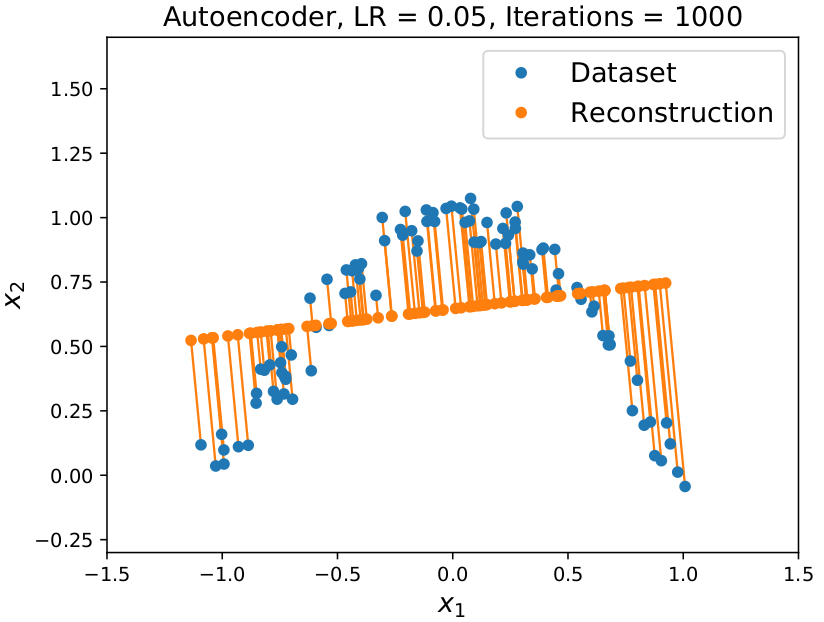 Autoencoder, LR = 0.05, Iterations = 1000
Dataset
Reconstruction
1.50
1.25
1.00
0.75
0.50
0.25
0.00
−0.25
x₂
−1.5 −1.0 −0.5 0.0 0.5 1.0 1.5
x₁